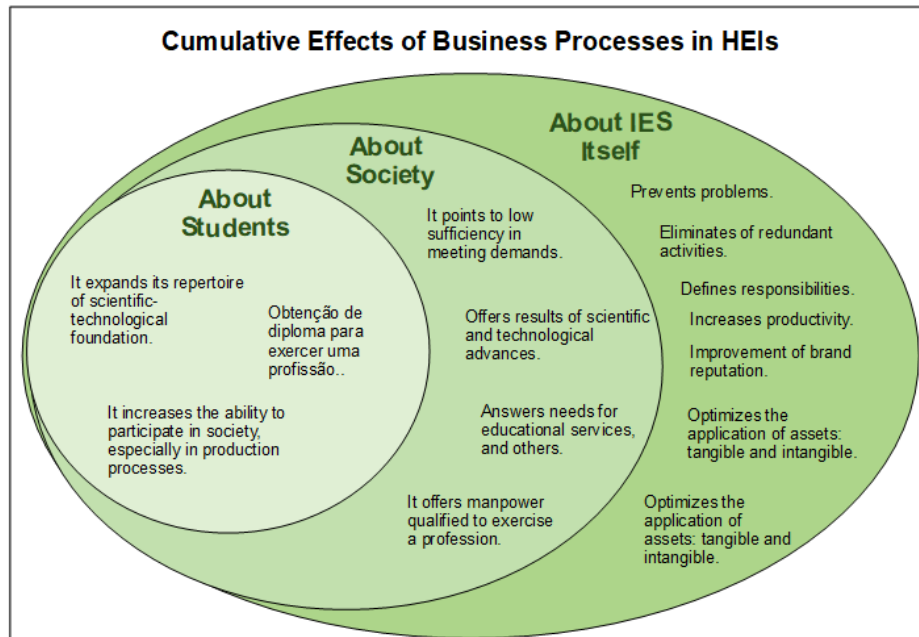 Cumulative Effects of Business Processes in HEIs
About Students
It expands its repertoire
of scientific-
technological
foundation.
Obtenção de
diploma para
exercer uma
profissão..
It increases the ability to
participate in society,
especially in production
processes.
About
Society
It points to low
sufficiency in
meeting demands.
Offers results of scientific
and technological
advances.
Answers needs for
educational services,
and others.
It offers manpower
qualified to exercise
a profession.
About IES
Itself
Prevents problems.
Eliminates of redundant
activities.
Defines responsibilities.
Increases productivity.
Improvement of brand
reputation.
Optimizes the
application of assets:
tangible and intangible.
Optimizes the
application of
assets: tangible and
intangible.